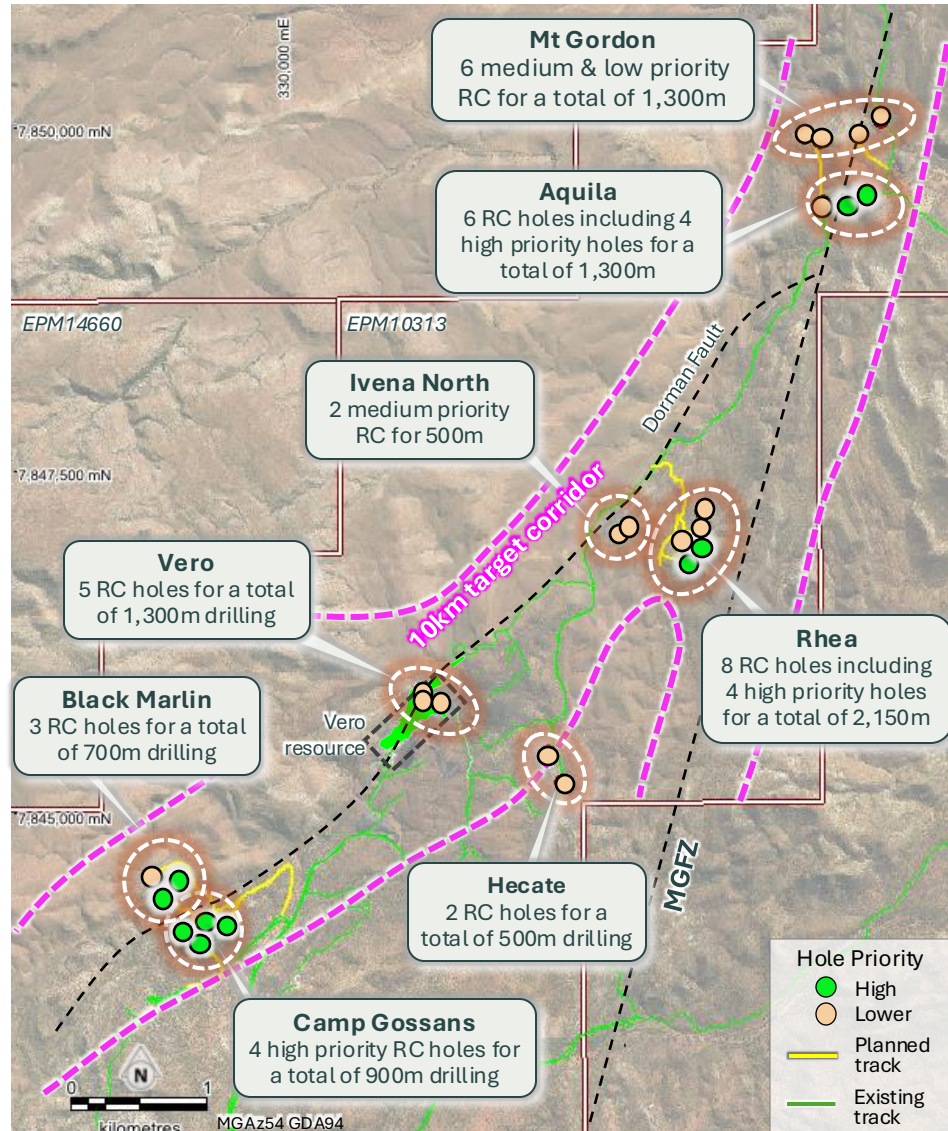 330,000 mE
Mt Gordon
6 medium & low priority
RC for a total of 1,300m
7,850,000 mN
Aquila
6 RC holes including 4
high priority holes for a
total of 1,300m
EPM14660
EPM10313
Dorman Fault
Ivena North
2 medium priority
RC for 500m
7,847,500 mN
10km target corridor
Vero
5 RC holes for a total
of 1,300m drilling
Rhea
8 RC holes including
4 high priority holes
for a total of 2,150m
Black Marlin
3 RC holes for a total
of 700m drilling
Vero
resource
7,845,000 mN
MGFZ
Hecate
2 RC holes for a
total of 500m drilling
Camp Gossans
4 high priority RC holes for
a total of 900m drilling
Hole Priority
High
Lower
Planned
track
Existing
track
N
0 1
kilometres
MGAz54 GDA94